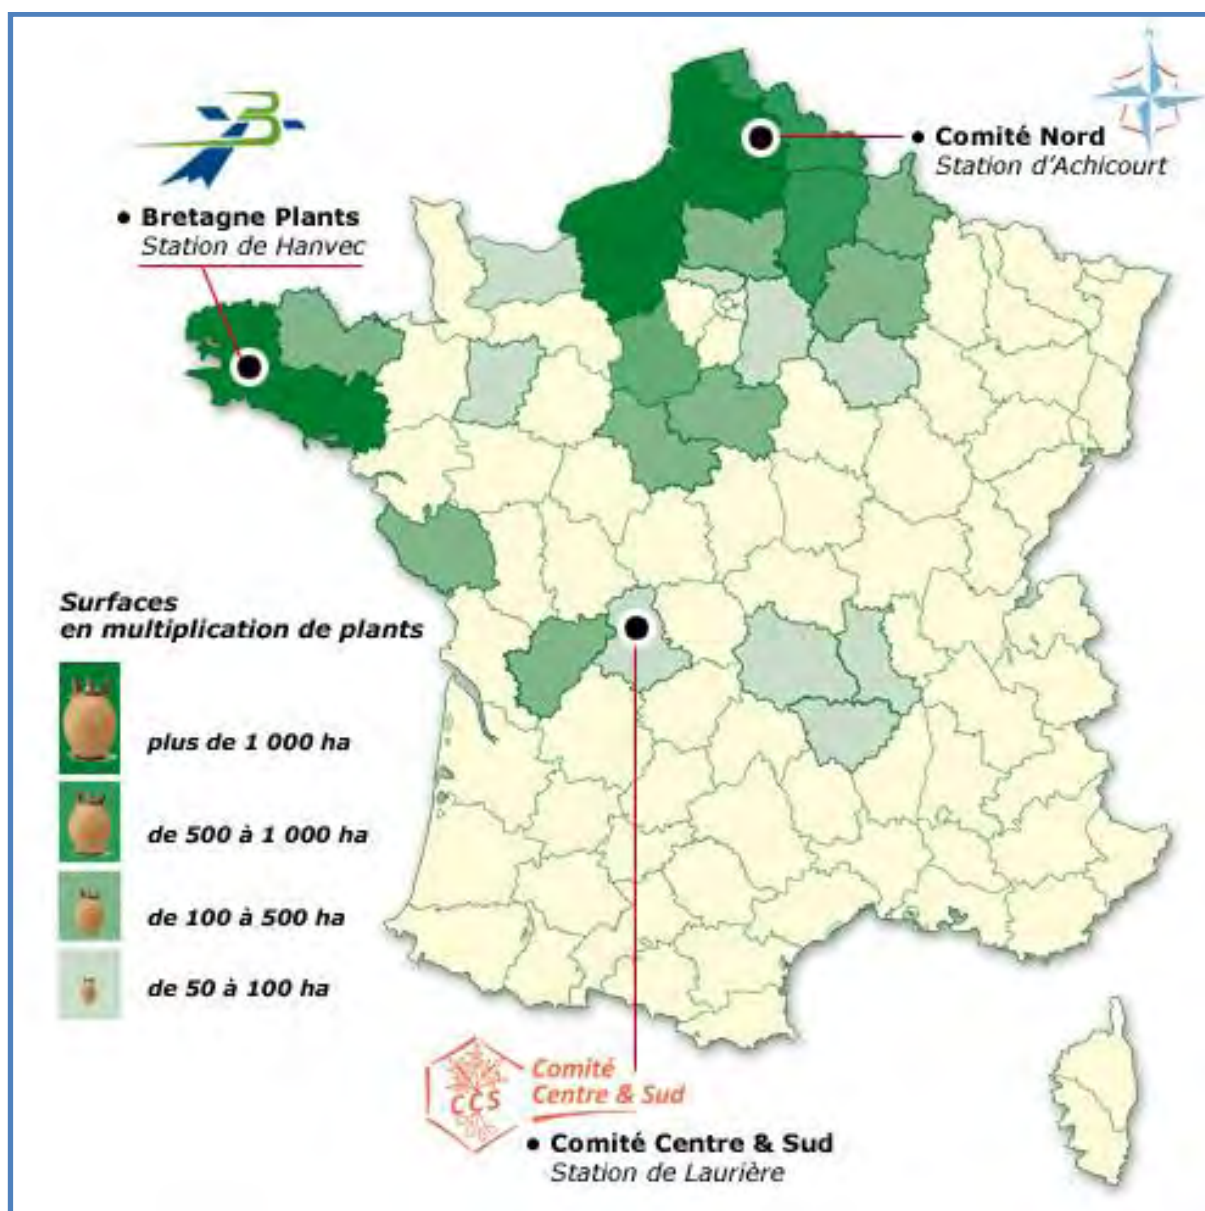 N
Comité Nord
Station d'Achicourt
B
Bretagne Plants
Station de Hanvec
Surfaces
en multiplication de plants
plus de 1 000 ha
de 500 à 1 000 ha
de 100 à 500 ha
de 50 à 100 ha
CCS
Comité
Centre & Sud
Comité Centre & Sud
Station de Laurière